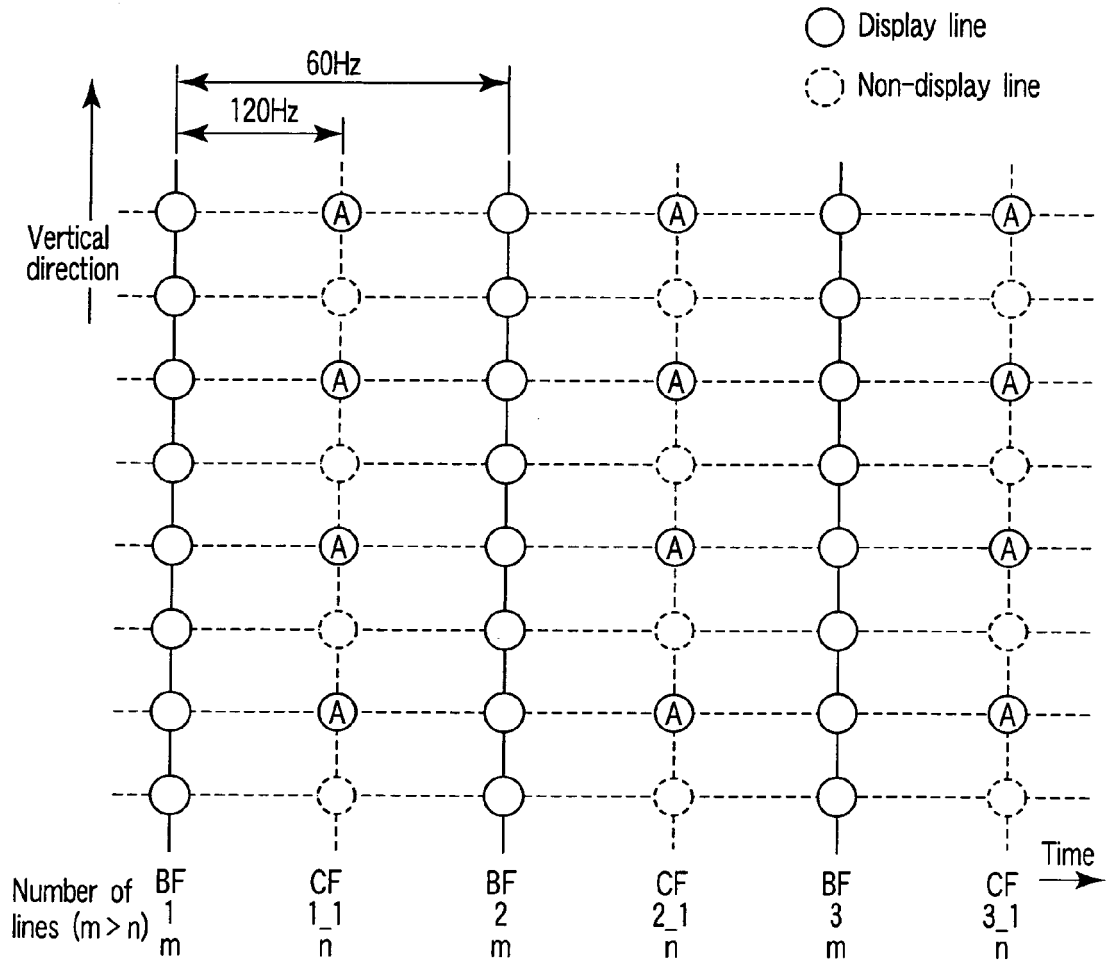 Display line
Non-display line
60Hz
120Hz
Vertical
direction
A A A
A A A
A A A
A A A
Time
Number of
lines (m>n)
BF CF BF CF BF CF
1 1_1 2 2_1 3 3_1
m n m n m n